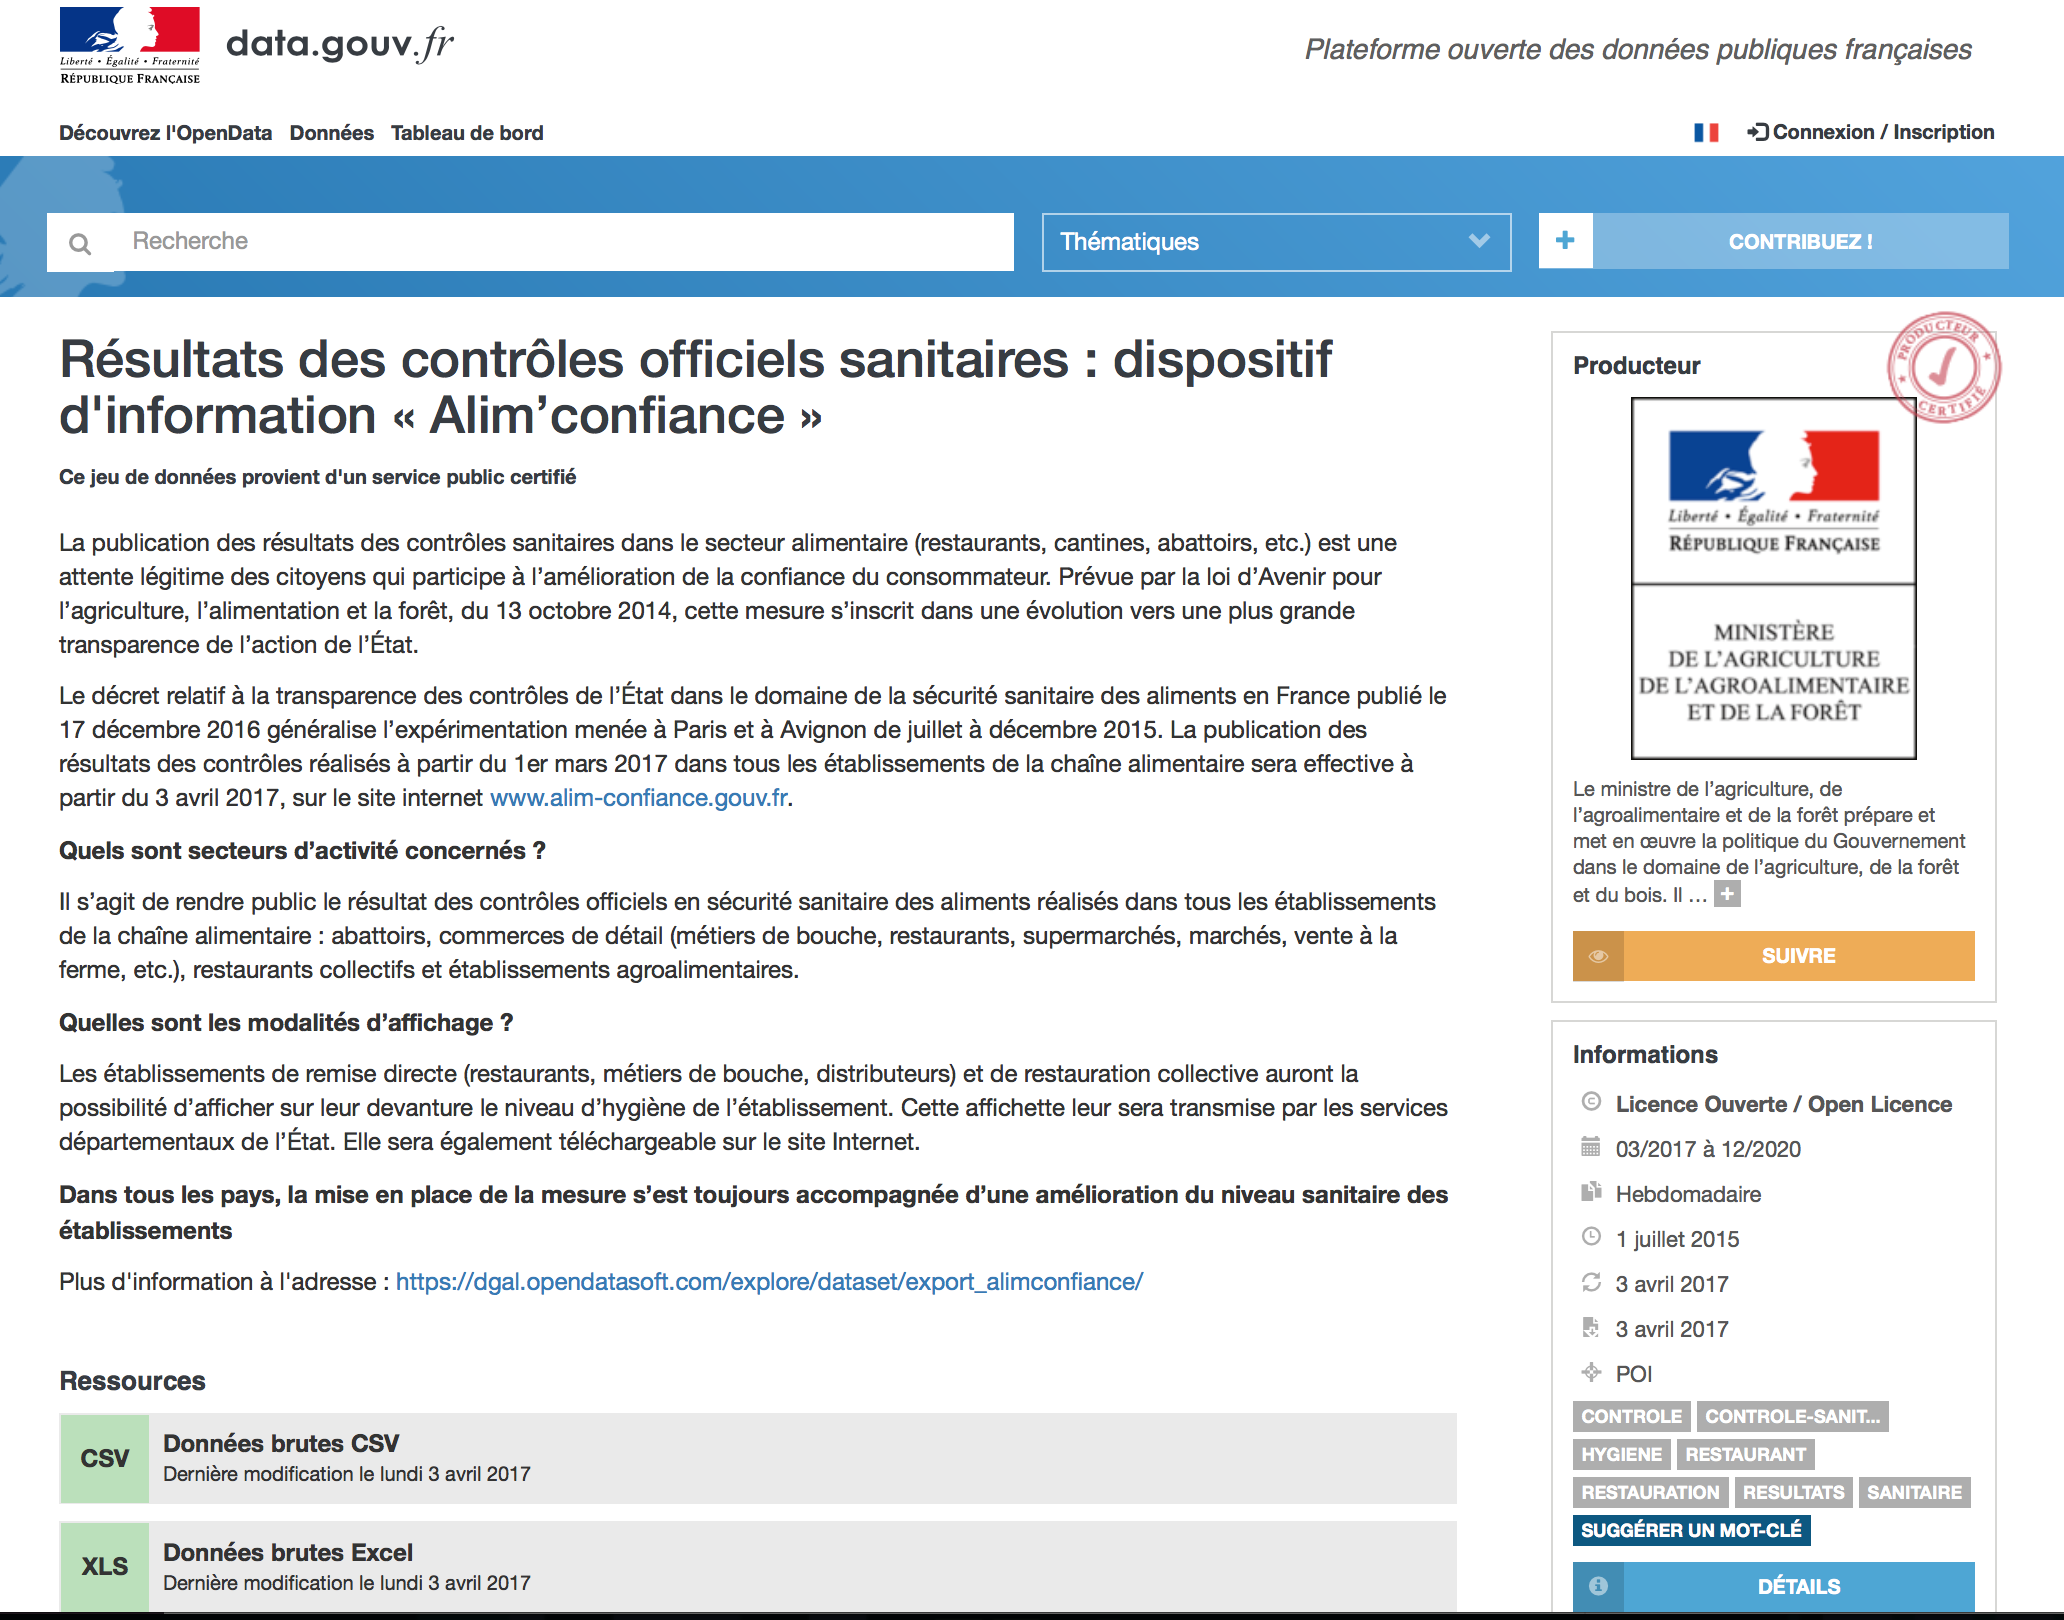 Liberté • Égalité • Fraternité
RÉPUBLIQUE FRANÇAISE
data.gouv.fr
Plateforme ouverte des données publiques françaises
Découvrez l'OpenData Données Tableau de bord
Connexion / Inscription
Recherche
Thématiques
CONTRIBUEZ !
Résultats des contrôles officiels sanitaires : dispositif
d'information « Alim’confiance »
Ce jeu de données provient d'un service public certifié
La publication des résultats des contrôles sanitaires dans le secteur alimentaire (restaurants, cantines, abattoirs, etc.) est une
attente légitime des citoyens qui participe à l’amélioration de la confiance du consommateur. Prévue par la loi d’Avenir pour
l’agriculture, l’alimentation et la forêt, du 13 octobre 2014, cette mesure s’inscrit dans une évolution vers une plus grande
transparence de l’action de l’État.
Le décret relatif à la transparence des contrôles de l’État dans le domaine de la sécurité sanitaire des aliments en France publié le
17 décembre 2016 généralise l’expérimentation menée à Paris et à Avignon de juillet à décembre 2015. La publication des
résultats des contrôles réalisés à partir du 1er mars 2017 dans tous les établissements de la chaîne alimentaire sera effective à
partir du 3 avril 2017, sur le site internet www.alim-confiance.gouv.fr.
Quels sont secteurs d’activité concernés ?
Il s’agit de rendre public le résultat des contrôles officiels en sécurité sanitaire des aliments réalisés dans tous les établissements
de la chaîne alimentaire : abattoirs, commerces de détail (métiers de bouche, restaurants, supermarchés, marchés, vente à la
ferme, etc.), restaurants collectifs et établissements agroalimentaires.
Quelles sont les modalités d’affichage ?
Les établissements de remise directe (restaurants, métiers de bouche, distributeurs) et de restauration collective auront la
possibilité d’afficher sur leur devanture le niveau d’hygiène de l’établissement. Cette affichette leur sera transmise par les services
départementaux de l’État. Elle sera également téléchargeable sur le site Internet.
Dans tous les pays, la mise en place de la mesure s’est toujours accompagnée d’une amélioration du niveau sanitaire des
établissements
Plus d'information à l'adresse : https://dgal.opendatasoft.com/explore/dataset/export_alimconfiance/
Ressources
CSV
Données brutes CSV
Dernière modification le lundi 3 avril 2017
XLS
Données brutes Excel
Dernière modification le lundi 3 avril 2017
Producteur
PRODUCTEUR
CERTIFIÉ
Liberté • Égalité • Fraternité
RÉPUBLIQUE FRANÇAISE
MINISTÈRE
DE L’AGRICULTURE
DE L’AGROALIMENTAIRE
ET DE LA FORÊT
Le ministre de l’agriculture, de
l’agroalimentaire et de la forêt prépare et
met en œuvre la politique du Gouvernement
dans le domaine de l’agriculture, de la forêt
et du bois. Il …
SUIVRE
Informations
Licence Ouverte / Open Licence
03/2017 à 12/2020
Hebdomadaire
1 juillet 2015
3 avril 2017
3 avril 2017
POI
CONTROLE CONTROLE-SANIT...
HYGIENE RESTAURANT
RESTAURATION RESULTATS SANITAIRE
SUGGÉRER UN MOT-CLÉ
DÉTAILS